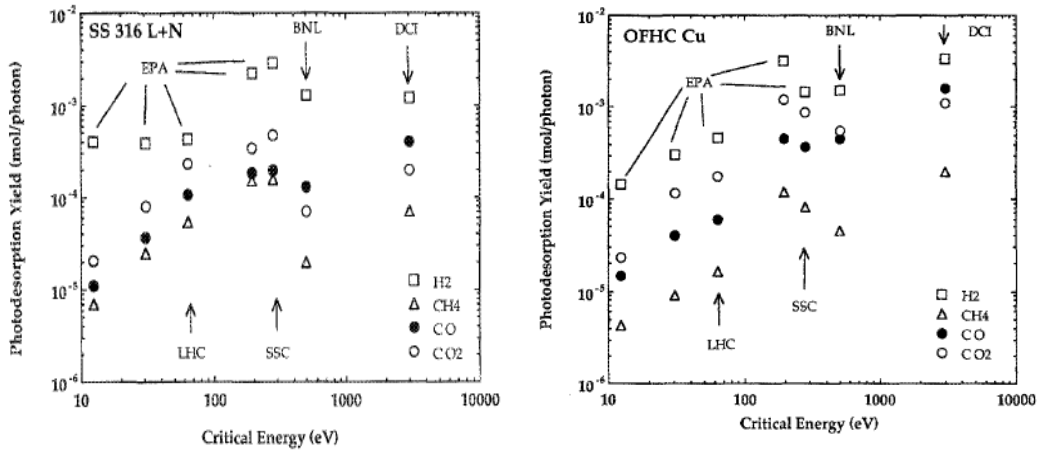 SS 316 L+N
BNL
DCI
EPA
H2
CH4
CO
CO2
LHC
SSC
10⁻²
10⁻³
10⁻⁴
10⁻⁵
10⁻⁶
10
100
1000
10000
Photodesorption Yield (mol/photon)
Critical Energy (eV)
OFHC Cu
BNL
DCI
EPA
SSC
LHC
H2
CH4
CO
CO2
10⁻²
10⁻³
10⁻⁴
10⁻⁵
10⁻⁶
10
100
1000
10000
Photodesorption Yield (mol/photon)
Critical Energy (eV)